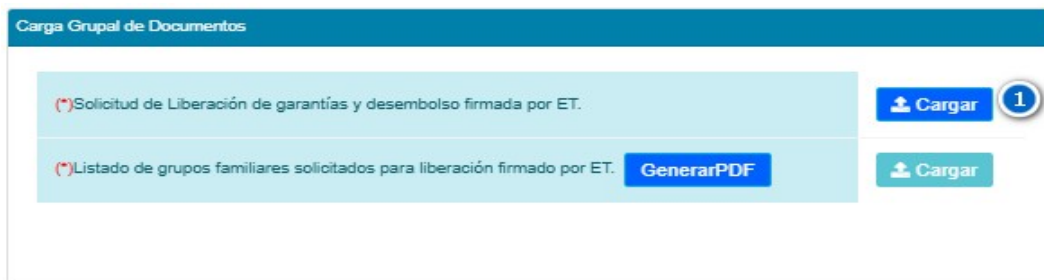 Carga Grupal de Documentos
(*)Solicitud de Liberación de garantías y desembolso firmada por ET. Cargar 1
(*)Listado de grupos familiares solicitados para liberación firmado por ET. GenerarPDF Cargar